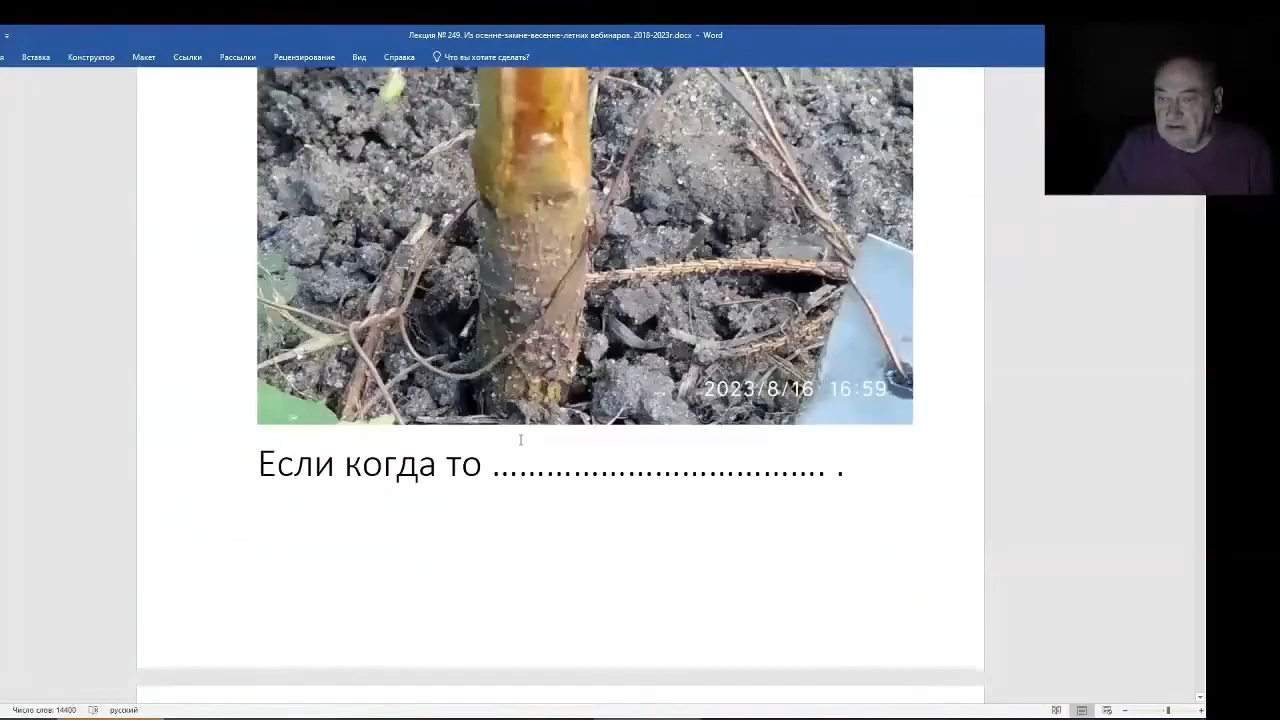 Лекция № 249. Из осенне-зимне-весенне-летних вебинаров. 2018-2023г.docx - Word
я Вставка Конструктор Макет Ссылки Рассылки Рецензирование Вид Справка Что вы хотите сделать?
2023/8/16 16:59
Если когда то ………………………………. .
Число слов: 14400 русский